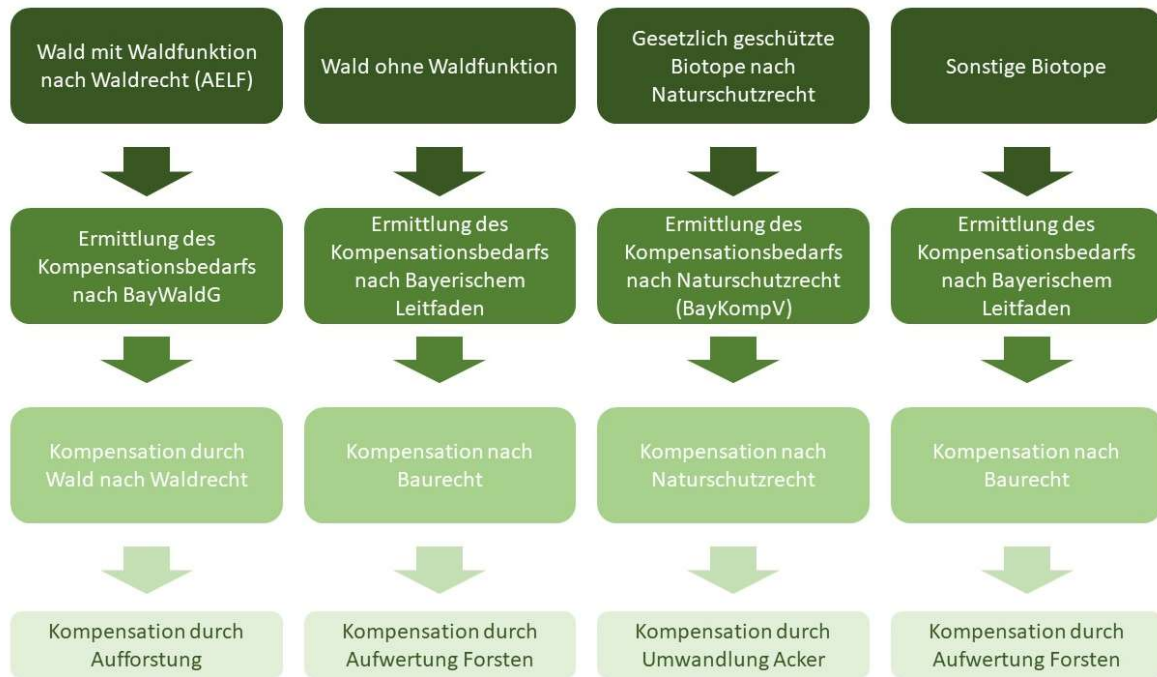 Wald mit Waldfunktion
nach Waldrecht (AELF)
Wald ohne Waldfunktion
Gesetzlich geschützte
Biotope nach
Naturschutzrecht
Sonstige Biotope
Ermittlung des
Kompensationsbedarfs
nach BayWaldG
Ermittlung des
Kompensationsbedarfs
nach Bayerischem
Leitfaden
Ermittlung des
Kompensationsbedarfs
nach Naturschutzrecht
(BayKompV)
Ermittlung des
Kompensationsbedarfs
nach Bayerischem
Leitfaden
Kompensation durch
Wald nach Waldrecht
Kompensation nach
Baurecht
Kompensation nach
Naturschutzrecht
Kompensation nach
Baurecht
Kompensation durch
Aufforstung
Kompensation durch
Aufwertung Forsten
Kompensation durch
Umwandlung Acker
Kompensation durch
Aufwertung Forsten